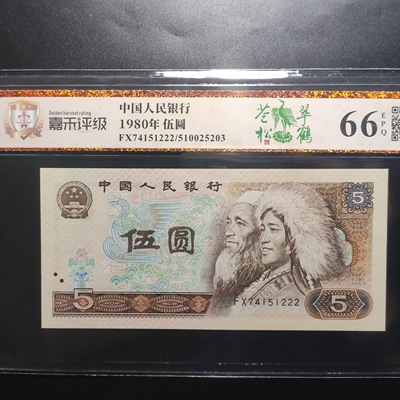 Golden harvest rating
嘉禾评级
中国人民银行
1980年 伍圆
FX74151222/510025203
苍松
翠鹤
66 EPQ
中国人民银行
5
伍圆
FX74151222
5
5